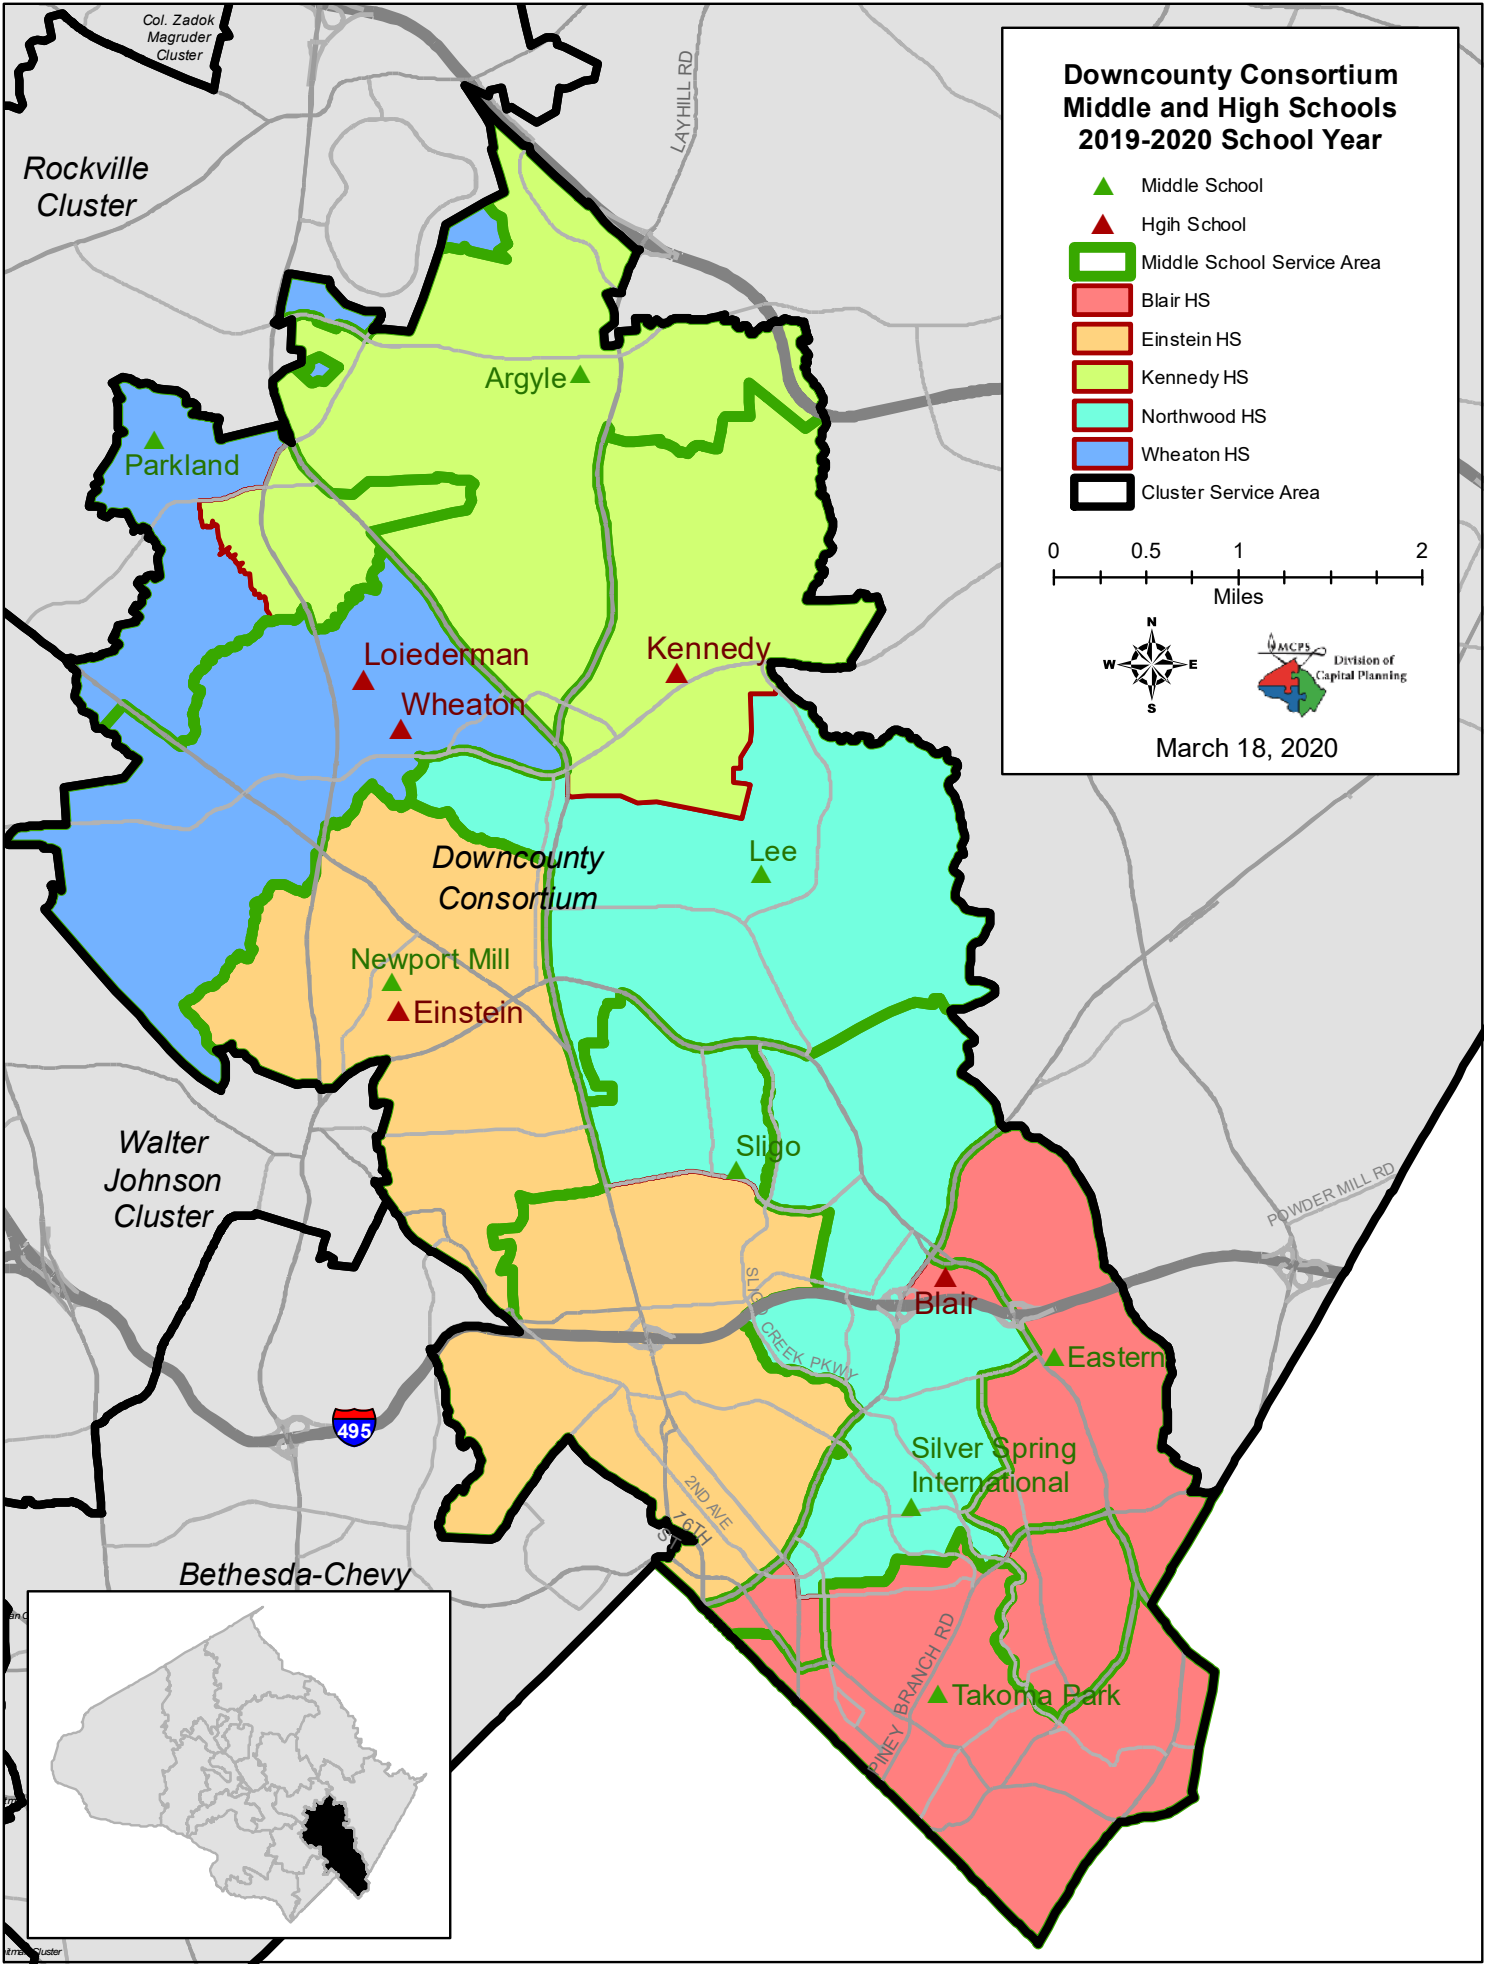 Col. Zadok
Magruder
Cluster
Rockville
Cluster
LAYHILL RD
Downcounty Consortium
Middle and High Schools
2019-2020 School Year
Middle School
Hgih School
Middle School Service Area
Blair HS
Einstein HS
Kennedy HS
Northwood HS
Wheaton HS
Cluster Service Area
0 0.5 1 2
Miles
N
W E
S
MCPS
Division of
Capital Planning
March 18, 2020
Argyle
Parkland
Loiederman
Wheaton
Kennedy
Lee
Downcounty
Consortium
Newport Mill
Einstein
Walter
Johnson
Cluster
Sligo
POWDER MILL RD
Blair
SLIGO CREEK PKWY
Eastern
495
Silver Spring
International
2ND AVE
16TH
ST
Bethesda-Chevy
PINEY BRANCH RD
Takoma Park
Cluster